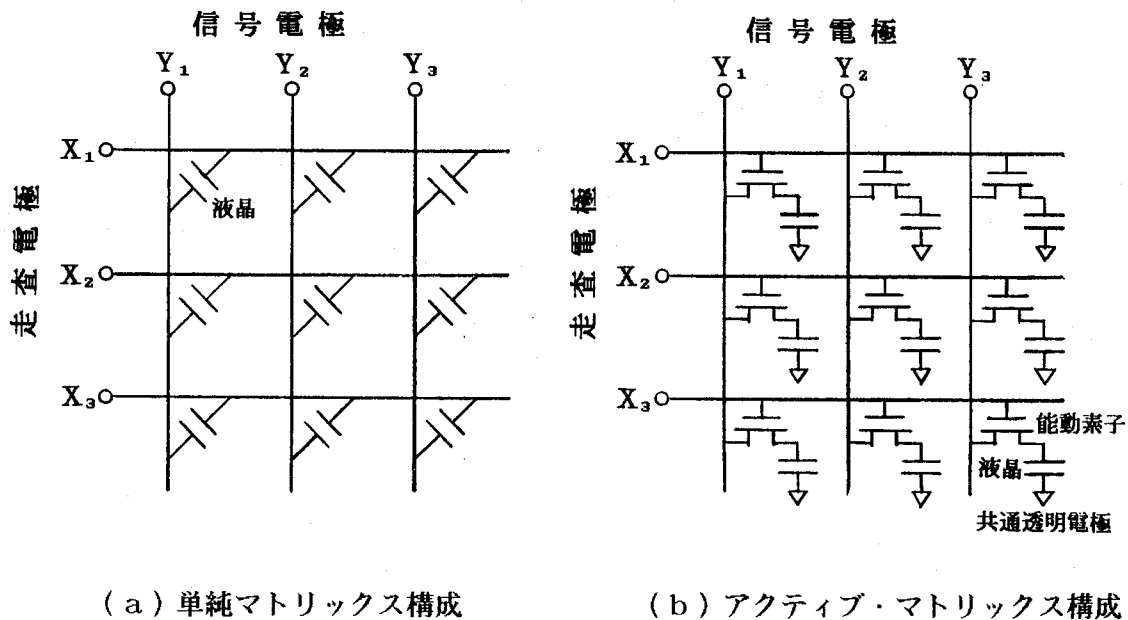 信号電極
Y₁ Y₂ Y₃
走査電極
X₁
X₂
X₃
液晶
(a)単純マトリックス構成
信号電極
Y₁ Y₂ Y₃
走査電極
X₁
X₂
X₃
能動素子
液晶
共通透明電極
(b)アクティブ・マトリックス構成